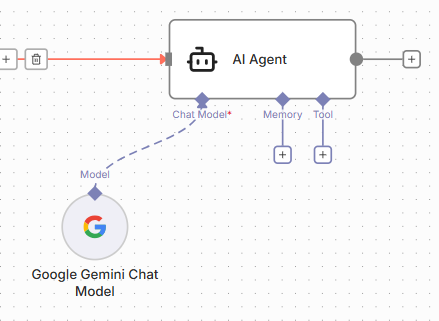 AI Agent
Chat Model*
Memory
Tool
Model
Google Gemini Chat
Model